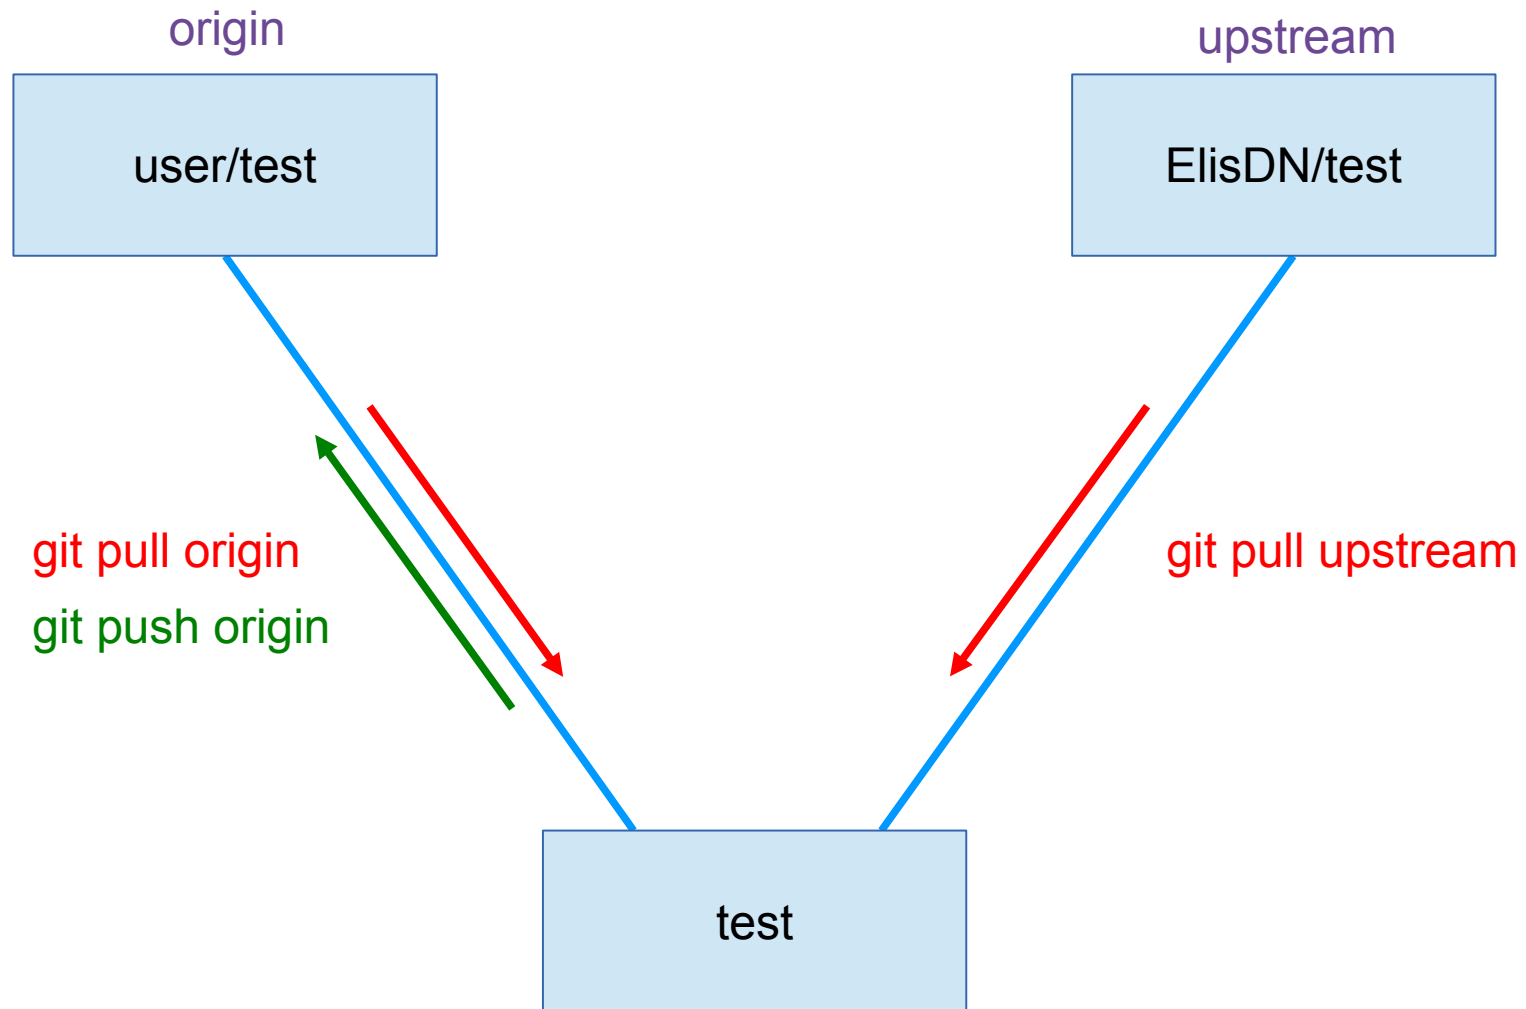 origin
upstream
user/test
ElisDN/test
git pull origin
git push origin
git pull upstream
test